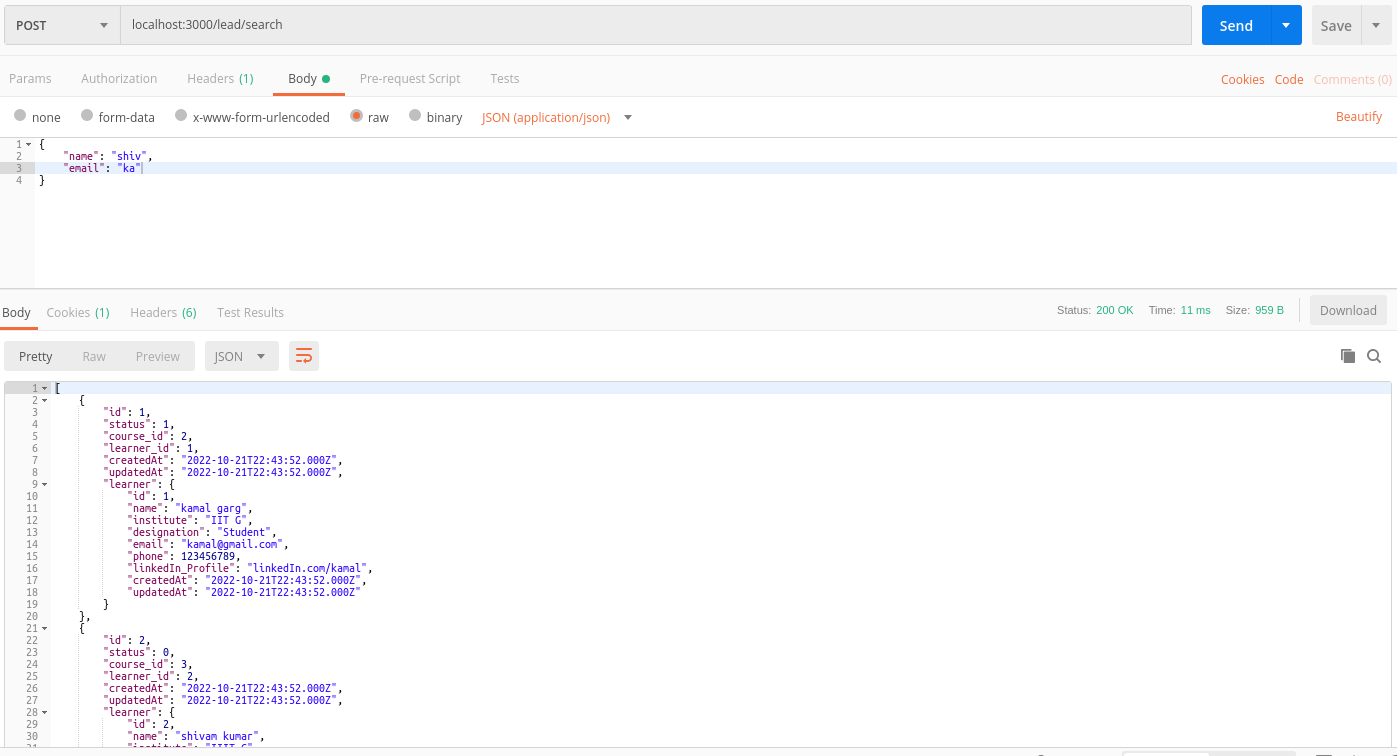 POST localhost:3000/lead/search Send Save
Params Authorization Headers (1) Body Pre-request Script Tests Cookies Code Comments (0)
none form-data x-www-form-urlencoded raw binary JSON (application/json) Beautify
1 {
2 "name": "shiv",
3 "email": "ka"
4 }
Body Cookies (1) Headers (6) Test Results Status: 200 OK Time: 11 ms Size: 959 B Download
Pretty Raw Preview JSON
1 [
2 {
3 "id": 1,
4 "status": 1,
5 "course_id": 2,
6 "learner_id": 1,
7 "createdAt": "2022-10-21T22:43:52.000Z",
8 "updatedAt": "2022-10-21T22:43:52.000Z",
9 "learner": {
10 "id": 1,
11 "name": "kamal garg",
12 "institute": "IIT G",
13 "designation": "Student",
14 "email": "kamal@gmail.com",
15 "phone": 123456789,
16 "linkedIn_Profile": "linkedIn.com/kamal",
17 "createdAt": "2022-10-21T22:43:52.000Z",
18 "updatedAt": "2022-10-21T22:43:52.000Z"
19 }
20 },
21 {
22 "id": 2,
23 "status": 0,
24 "course_id": 3,
25 "learner_id": 2,
26 "createdAt": "2022-10-21T22:43:52.000Z",
27 "updatedAt": "2022-10-21T22:43:52.000Z",
28 "learner": {
29 "id": 2,
30 "name": "shivam kumar",